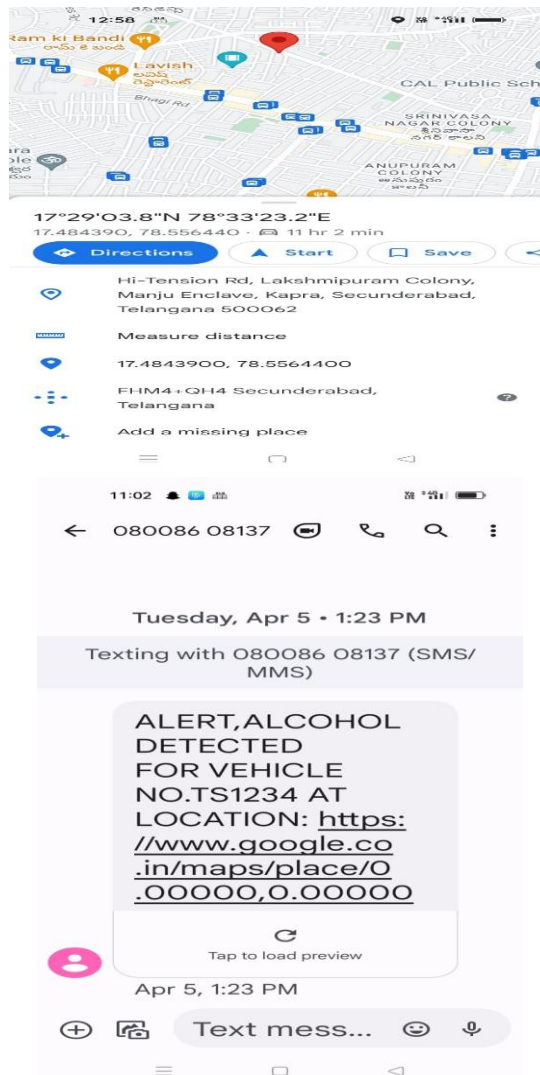 12:58
Ram ki Bandi
రామ్ కి బండి
Lavish
లవిష్
రెస్టారెంట్
Bhagi Rd
CAL Public Sch
SRINIVASA
NAGAR COLONY
శ్రీనివాస
నగర్ కాలనీ
ANUPURAM
COLONY
17°29'03.8"N 78°33'23.2"E
17.484390, 78.556440 · 11 hr 2 min
Directions
Start
Save
Hi-Tension Rd, Lakshmipuram Colony,
Manju Enclave, Kapra, Secunderabad,
Telangana 500062
Measure distance
17.4843900, 78.5564400
FHM4+QH4 Secunderabad,
Telangana
Add a missing place
11:02
080086 08137
Tuesday, Apr 5 • 1:23 PM
Texting with 080086 08137 (SMS/
MMS)
ALERT,ALCOHOL
DETECTED
FOR VEHICLE
NO.TS1234 AT
LOCATION: https:
//www.google.co
.in/maps/place/0
.00000,0.00000
Tap to load preview
Apr 5, 1:23 PM
Text mess...